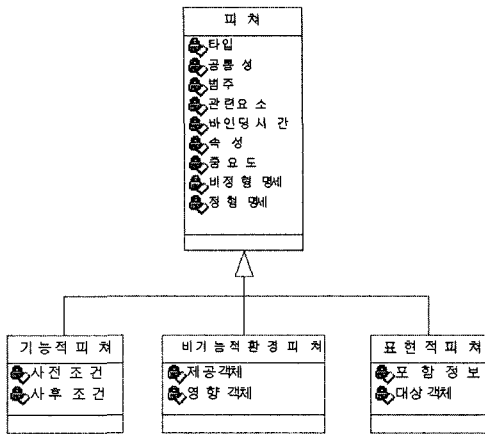 피 쳐
타입
공통 성
범주
관련요 소
바인딩 시 간
속 성
중 요 도
비정 형 명세
정 형 명세
기 능 적 피 쳐
사전 조 건
사후 조 건
비기 능 적 환 경 피 쳐
제공 객체
영 향 객체
표 현 적 피 쳐
포 함 정 보
대상 객체